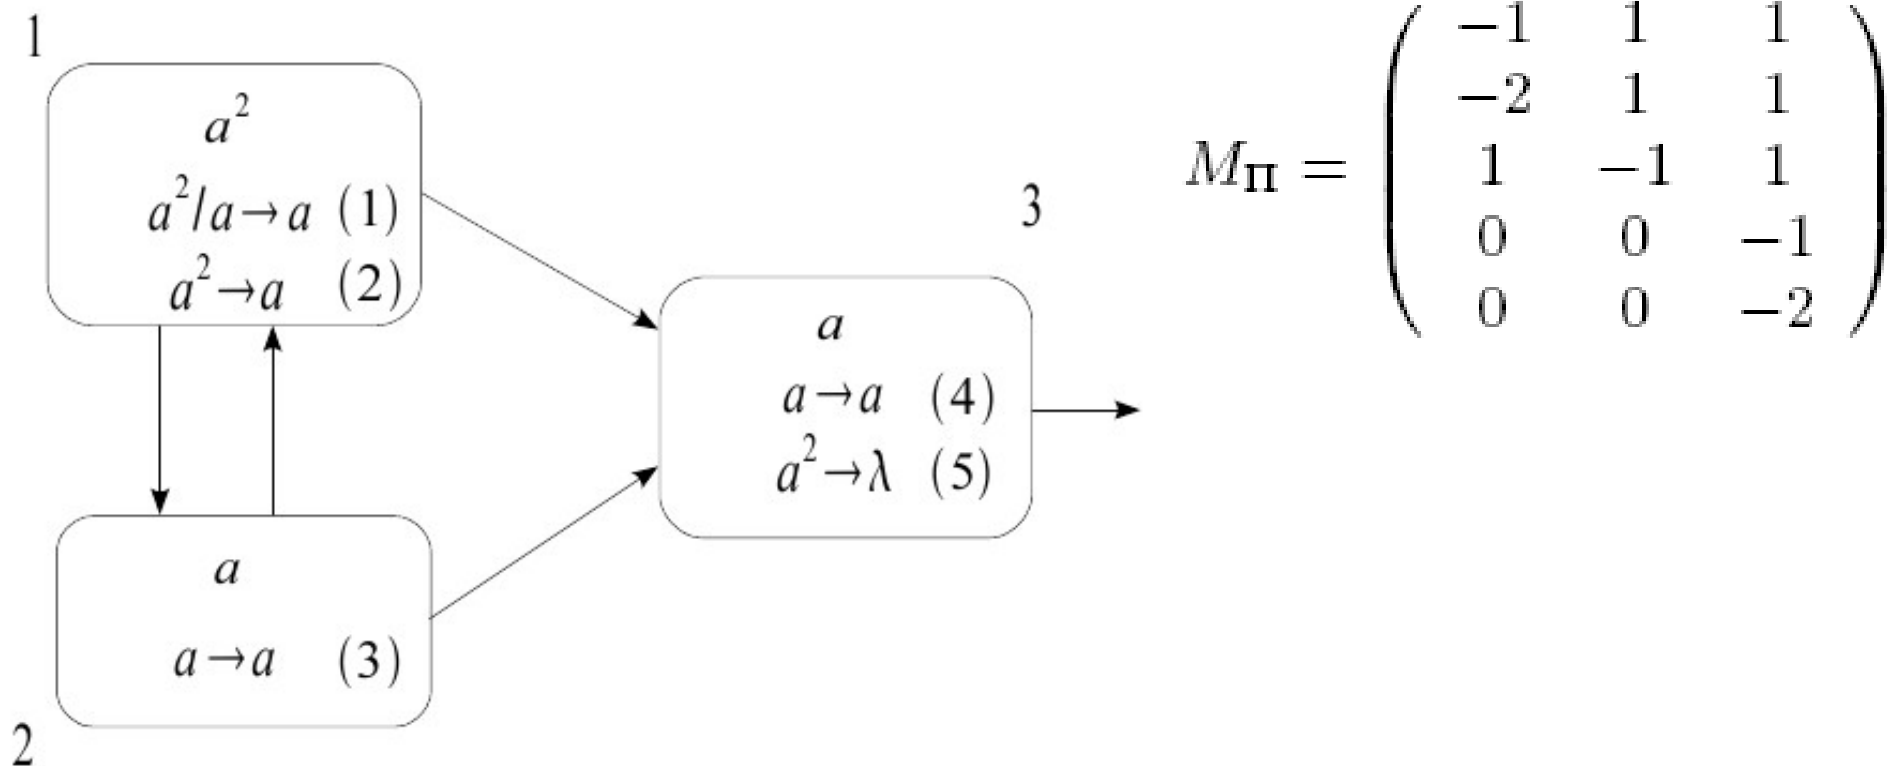 1
a²
a²/a→a (1)
a²→a (2)
2
a
a→a (3)
3
a
a→a (4)
a²→λ (5)
M_Π =
−1 1 1
−2 1 1
1 −1 1
0 0 −1
0 0 −2